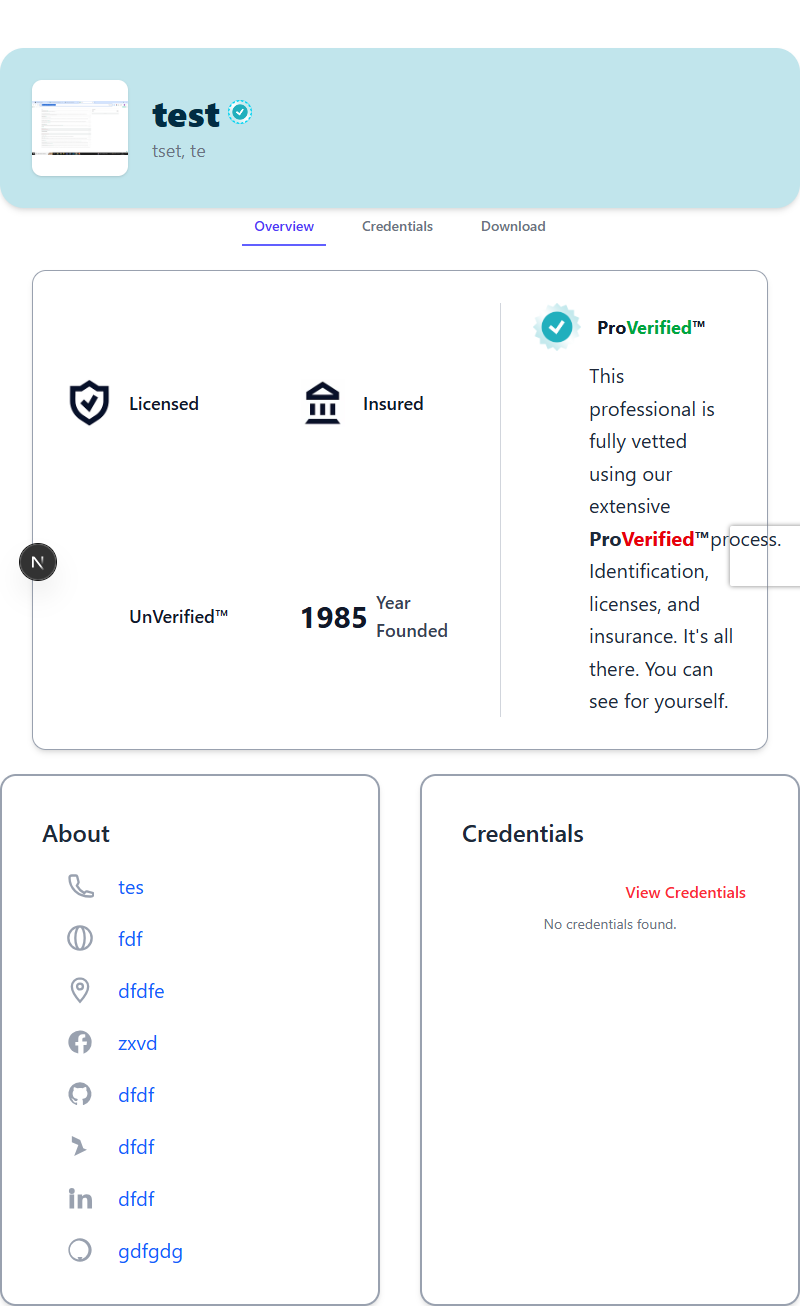 test
tset, te
Overview Credentials Download
Licensed
Insured
UnVerified™
1985 Year
Founded
ProVerified™
This
professional is
fully vetted
using our
extensive
ProVerified™process.
Identification,
licenses, and
insurance. It's all
there. You can
see for yourself.
N
About
tes
fdf
dfdfe
zxvd
dfdf
dfdf
dfdf
gdfgdg
Credentials
View Credentials
No credentials found.